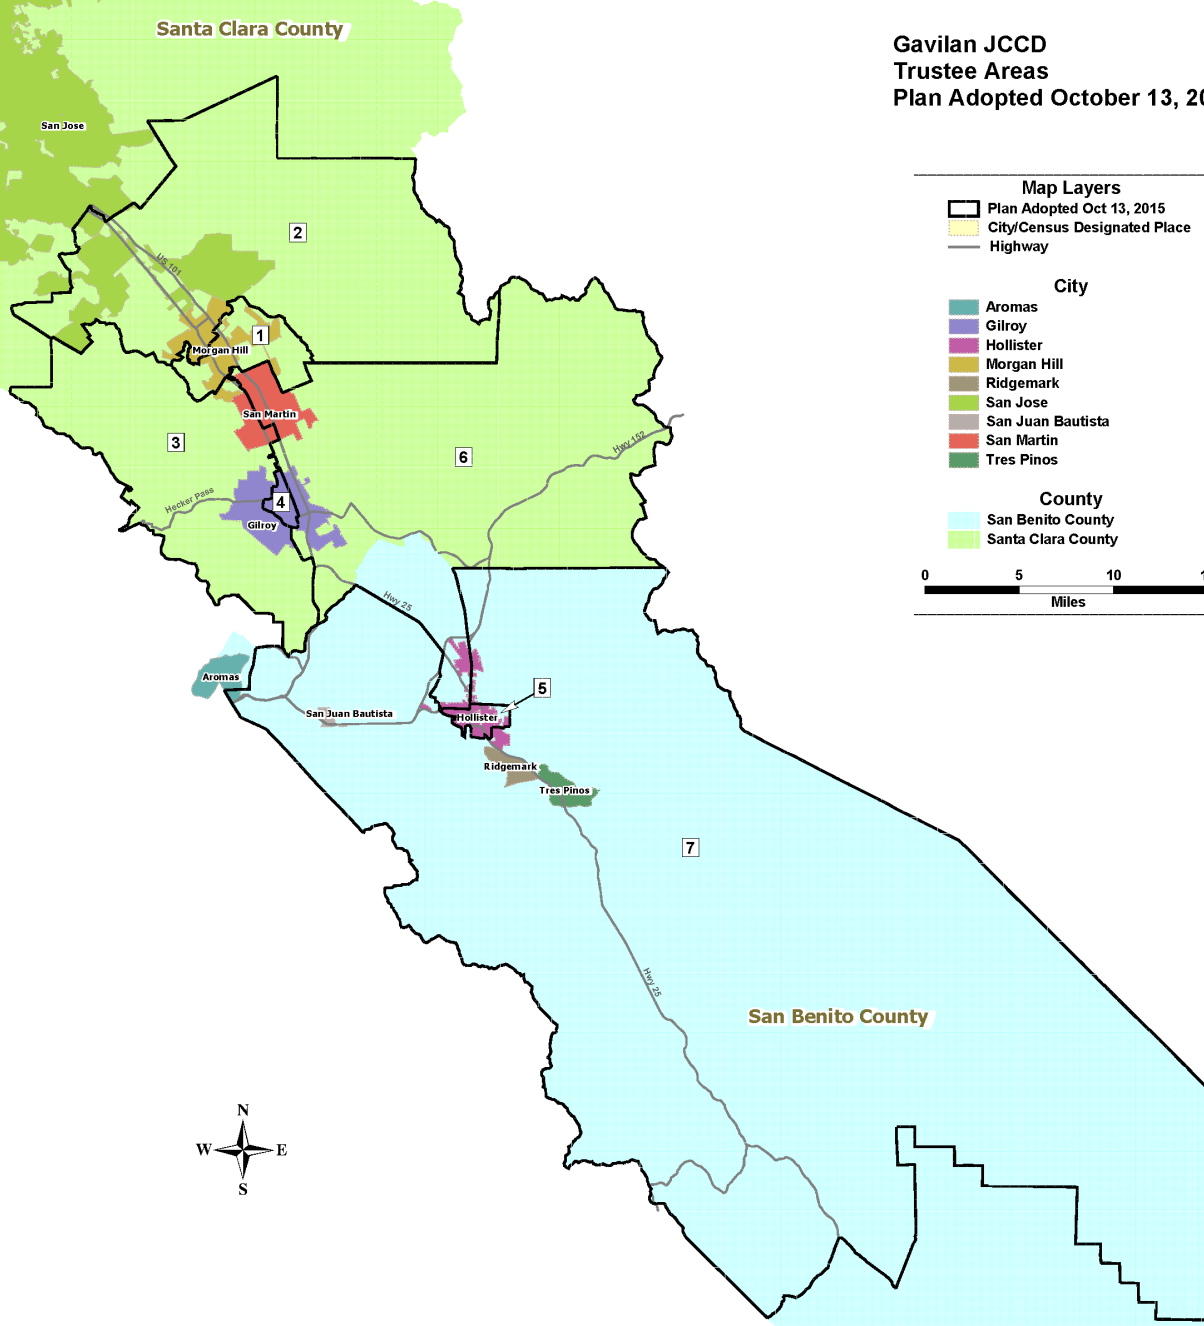 Santa Clara County
Gavilan JCCD
Trustee Areas
Plan Adopted October 13,
San Jose
Map Layers
Plan Adopted Oct 13, 2015
City/Census Designated Place
Highway
2
US 101
City
Aromas
Gilroy
Hollister
Morgan Hill
Ridgemark
San Jose
San Juan Bautista
San Martin
Tres Pinos
1
Morgan Hill
San Martin
3
6
Hwy 152
Hecker Pass
4
Gilroy
County
San Benito County
Santa Clara County
0 5 10
Miles
Hwy 25
Aromas
5
San Juan Bautista
Hollister
Ridgemark
Tres Pinos
7
Hwy 25
San Benito County
N
W E
S